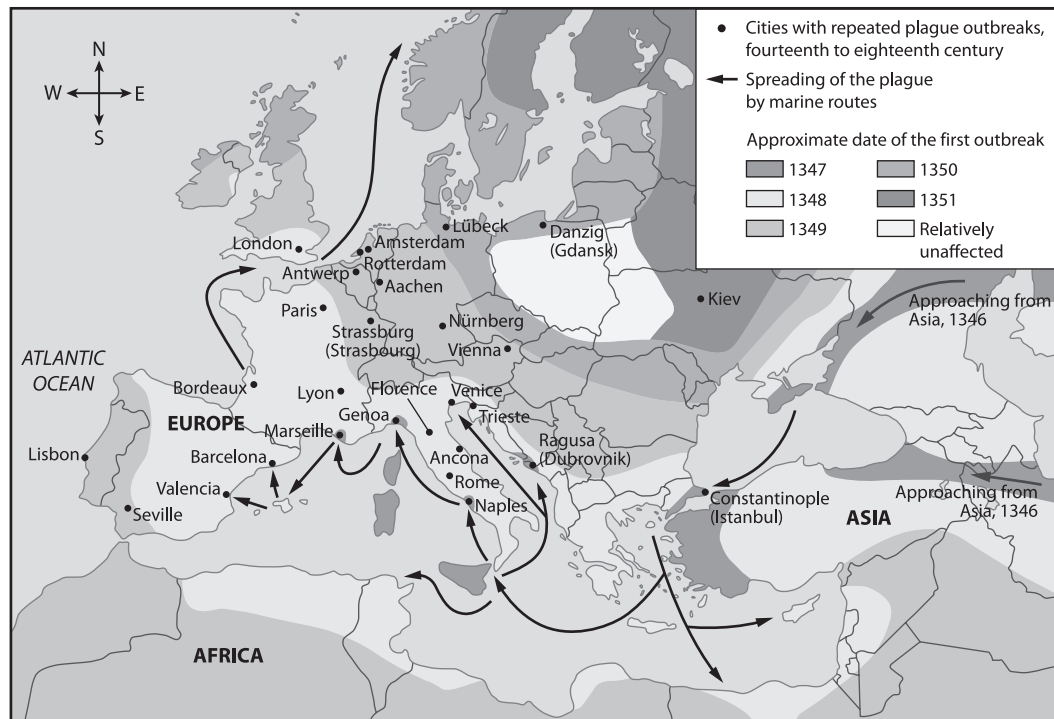 Cities with repeated plague outbreaks,
fourteenth to eighteenth century
Spreading of the plague
by marine routes
Approximate date of the first outbreak
1347
1350
1348
1351
1349
Relatively
unaffected
N
W
E
S
London
Amsterdam
Rotterdam
Antwerp
Aachen
Lübeck
Danzig
(Gdansk)
Kiev
Paris
Strassburg
(Strasbourg)
Nürnberg
Vienna
Approaching from
Asia, 1346
ATLANTIC
OCEAN
Bordeaux
Lyon
Florence
Venice
Trieste
EUROPE
Genoa
Marseille
Ragusa
(Dubrovnik)
Lisbon
Barcelona
Ancona
Rome
Valencia
Naples
Seville
Constantinople
(Istanbul)
Approaching from
Asia, 1346
ASIA
AFRICA